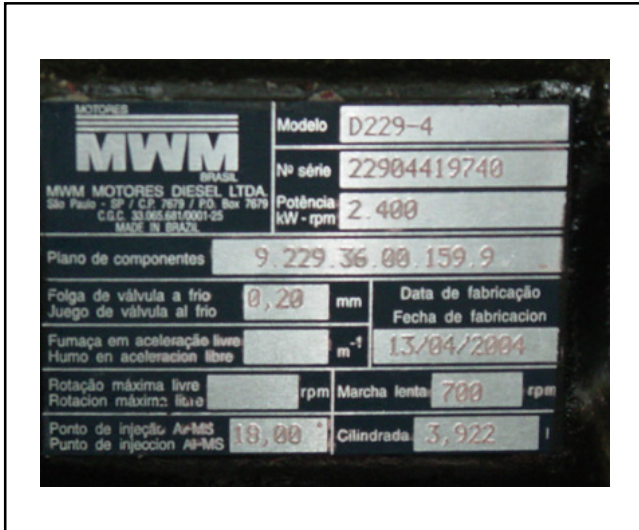 MOTORES
MWM
BRASIL
MWM MOTORES DIESEL LTDA.
São Paulo - SP / C.P. 7679 / P.O. Box 7679
C.G.C. 33.065.681/0001-25
MADE IN BRAZIL
Modelo D229-4
Nº série 22904419740
Potência
kW - rpm 2.400
Plano de componentes 9.229.36.00.159.9
Folga de válvula a frio
Juego de válvula al frio 0,20 mm
Data de fabricação
Fecha de fabricacion
13/04/2004
Fumaça em aceleração livre
Humo en aceleracion libre m-1
Rotação máxima livre
Rotacion máxima libre rpm
Marcha lenta 700 rpm
Ponto de injeção A-MS
Punto de injeccion AI-MS 18,00 °
Cilindrada 3,922 l